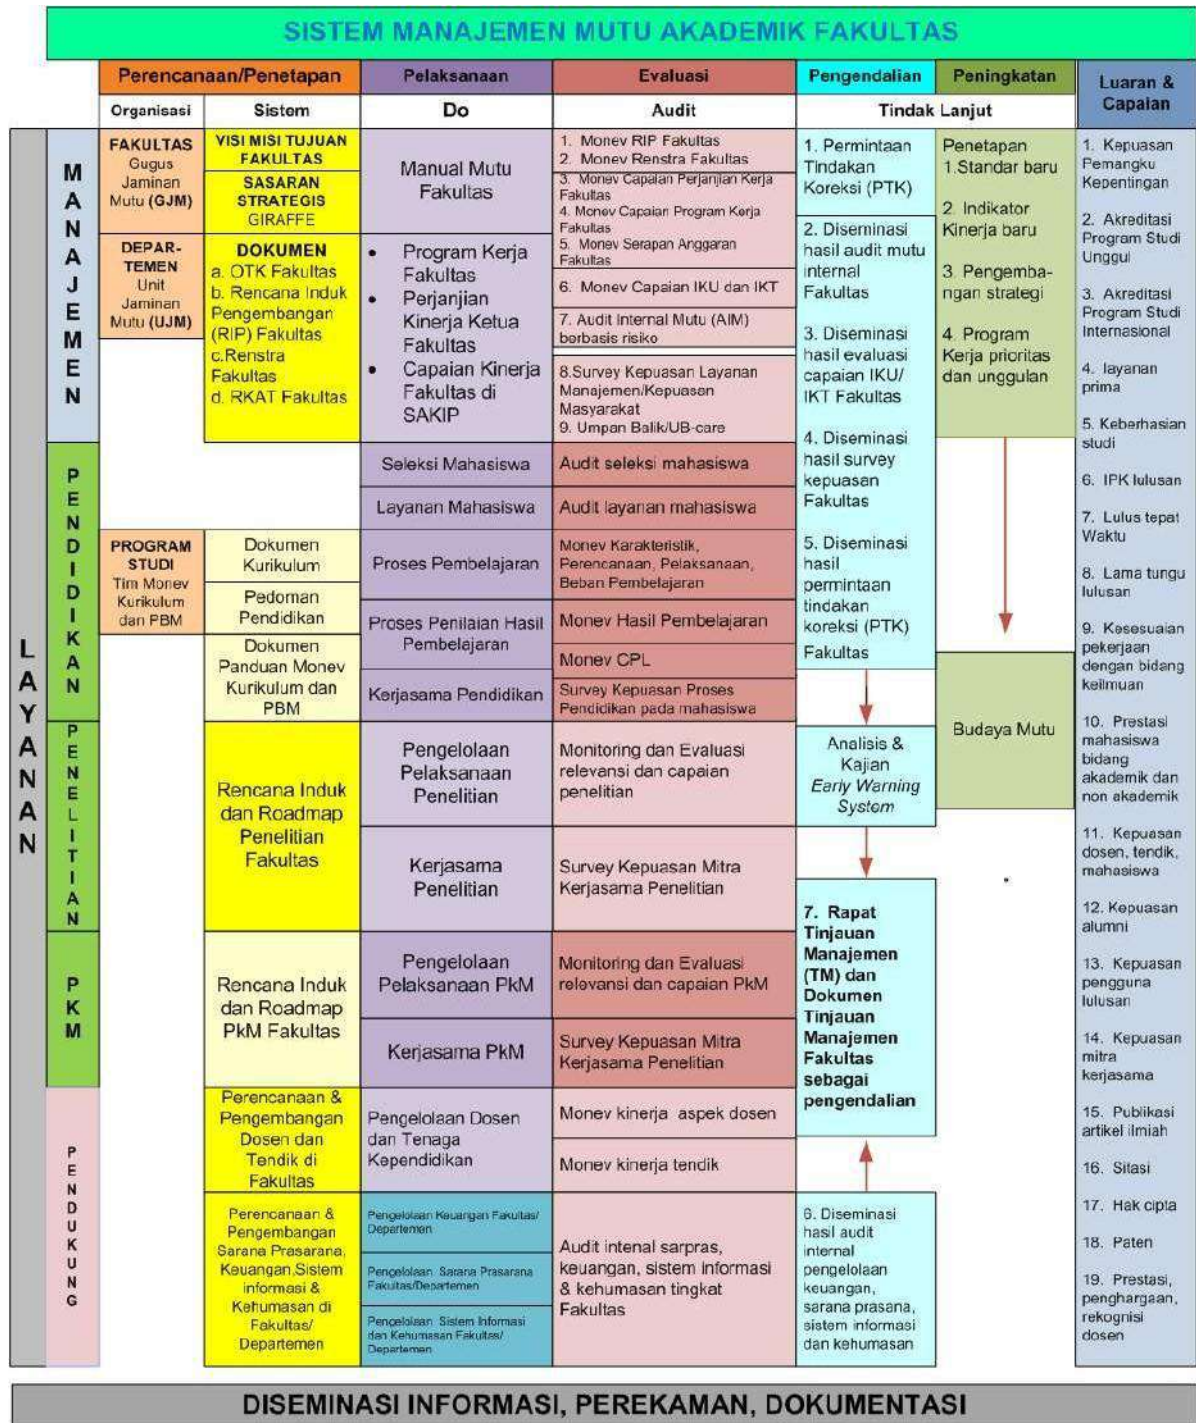 SISTEM MANAJEMEN MUTU AKADEMIK FAKULTAS
Perencanaan/Penetapan
Pelaksanaan
Evaluasi
Pengendalian
Peningkatan
Luaran &
Capaian
Organisasi
Sistem
Do
Audit
Tindak Lanjut
LAYANAN
MANAJEMEN
FAKULTAS
Gugus
Jaminan
Mutu (GJM)
DEPAR-
TEMEN
Unit
Jaminan
Mutu (UJM)
VISI MISI TUJUAN
FAKULTAS
SASARAN
STRATEGIS
GIRAFFE
DOKUMEN
a. OTK Fakultas
b. Rencana Induk
Pengembangan
(RIP) Fakultas
c.Renstra
Fakultas
d. RKAT Fakultas
Manual Mutu
Fakultas
• Program Kerja
Fakultas
• Perjanjian
Kinerja Ketua
Fakultas
• Capaian Kinerja
Fakultas di
SAKIP
1. Monev RIP Fakultas
2. Monev Renstra Fakultas
3. Monev Capaian Perjanjian Kerja
Fakultas
4. Monev Capaian Program Kerja
Fakultas
5. Monev Serapan Anggaran
Fakultas
6. Monev Capaian IKU dan IKT
7. Audit Internal Mutu (AIM)
berbasis risiko
8.Survey Kepuasan Layanan
Manajemen/Kepuasan
Masyarakat
9. Umpan Balik/UB-care
PENDIDIKAN
PROGRAM
STUDI
Tim Monev
Kurikulum
dan PBM
Dokumen
Kurikulum
Pedoman
Pendidikan
Dokumen
Panduan Monev
Kurikulum dan
PBM
Seleksi Mahasiswa
Layanan Mahasiswa
Proses Pembelajaran
Proses Penilaian Hasil
Pembelajaran
Kerjasama Pendidikan
Audit seleksi mahasiswa
Audit layanan mahasiswa
Monev Karakteristik,
Perencanaan, Pelaksanaan,
Beban Pembelajaran
Monev Hasil Pembelajaran
Monev CPL
Survey Kepuasan Proses
Pendidikan pada mahasiswa
PENELITIAN
Rencana Induk
dan Roadmap
Penelitian
Fakultas
Pengelolaan
Pelaksanaan
Penelitian
Kerjasama
Penelitian
Monitoring dan Evaluasi
relevansi dan capaian
penelitian
Survey Kepuasan Mitra
Kerjasama Penelitian
PKM
Rencana Induk
dan Roadmap
PkM Fakultas
Pengelolaan
Pelaksanaan PkM
Kerjasama PkM
Monitoring dan Evaluasi
relevansi dan capaian PkM
Survey Kepuasan Mitra
Kerjasama Penelitian
PENDUKUNG
Perencanaan &
Pengembangan
Dosen dan
Tendik di
Fakultas
Perencanaan &
Pengembangan
Sarana Prasarana,
Keuangan,Sistem
informasi &
Kehumasan di
Fakultas/
Departemen
Pengelolaan Dosen
dan Tenaga
Kependidikan
Pengelolaan Keuangan Fakultas/
Departemen
Pengelolaan Sarana Prasarana
Fakultas/Departemen
Pengelolaan Sistem Informasi
dan Kehumasan Fakultas/
Departemen
Monev kinerja aspek dosen
Monev kinerja tendik
Audit intenal sarpras,
keuangan, sistem informasi
& kehumasan tingkat
Fakultas
1. Permintaan
Tindakan
Koreksi (PTK)
2. Diseminasi
hasil audit mutu
internal
Fakultas
3. Diseminasi
hasil evaluasi
capaian IKU/
IKT Fakultas
4. Diseminasi
hasil survey
kepuasan
Fakultas
5. Diseminasi
hasil
permintaan
tindakan
koreksi (PTK)
Fakultas
Analisis &
Kajian
Early Warning
System
7. Rapat
Tinjauan
Manajemen
(TM) dan
Dokumen
Tinjauan
Manajemen
Fakultas
sebagai
pengendalian
6. Diseminasi
hasil audit
internal
pengelolaan
keuangan,
sarana prasana,
sistem informasi
dan kehumasan
Penetapan
1.Standar baru
2. Indikator
Kinerja baru
3. Pengemba-
ngan strategi
4. Program
Kerja prioritas
dan unggulan
Budaya Mutu
1. Kepuasan
Pemangku
Kepentingan
2. Akreditasi
Program Studi
Unggul
3. Akreditasi
Program Studi
Internasional
4. layanan
prima
5. Keberhasian
studi
6. IPK lulusan
7. Lulus tepat
Waktu
8. Lama tungu
lulusan
9. Kesesuaian
pekerjaan
dengan bidang
keilmuan
10. Prestasi
mahasiswa
bidang
akademik dan
non akademik
11. Kepuasan
dosen, tendik,
mahasiswa
12. Kepuasan
alumni
13. Kepuasan
pengguna
lulusan
14. Kepuasan
mitra
kerjasama
15. Publikasi
artikel ilmiah
16. Sitasi
17. Hak cipta
18. Paten
19. Prestasi,
penghargaan,
rekognisi
dosen
DISEMINASI INFORMASI, PEREKAMAN, DOKUMENTASI